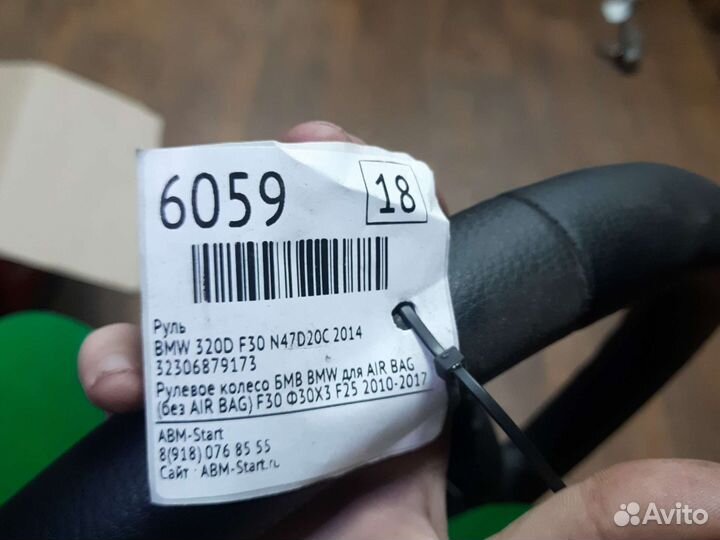 6059
18
Руль
BMW 320D F30 N47D20C 2014
32306879173
Рулевое колесо БМВ BMW для AIR BAG
(без AIR BAG) F30 Ф30X3 F25 2010-2017
ABM-Start
8(918) 076 85 55
Сайт : ABM-Start.ru
Avito